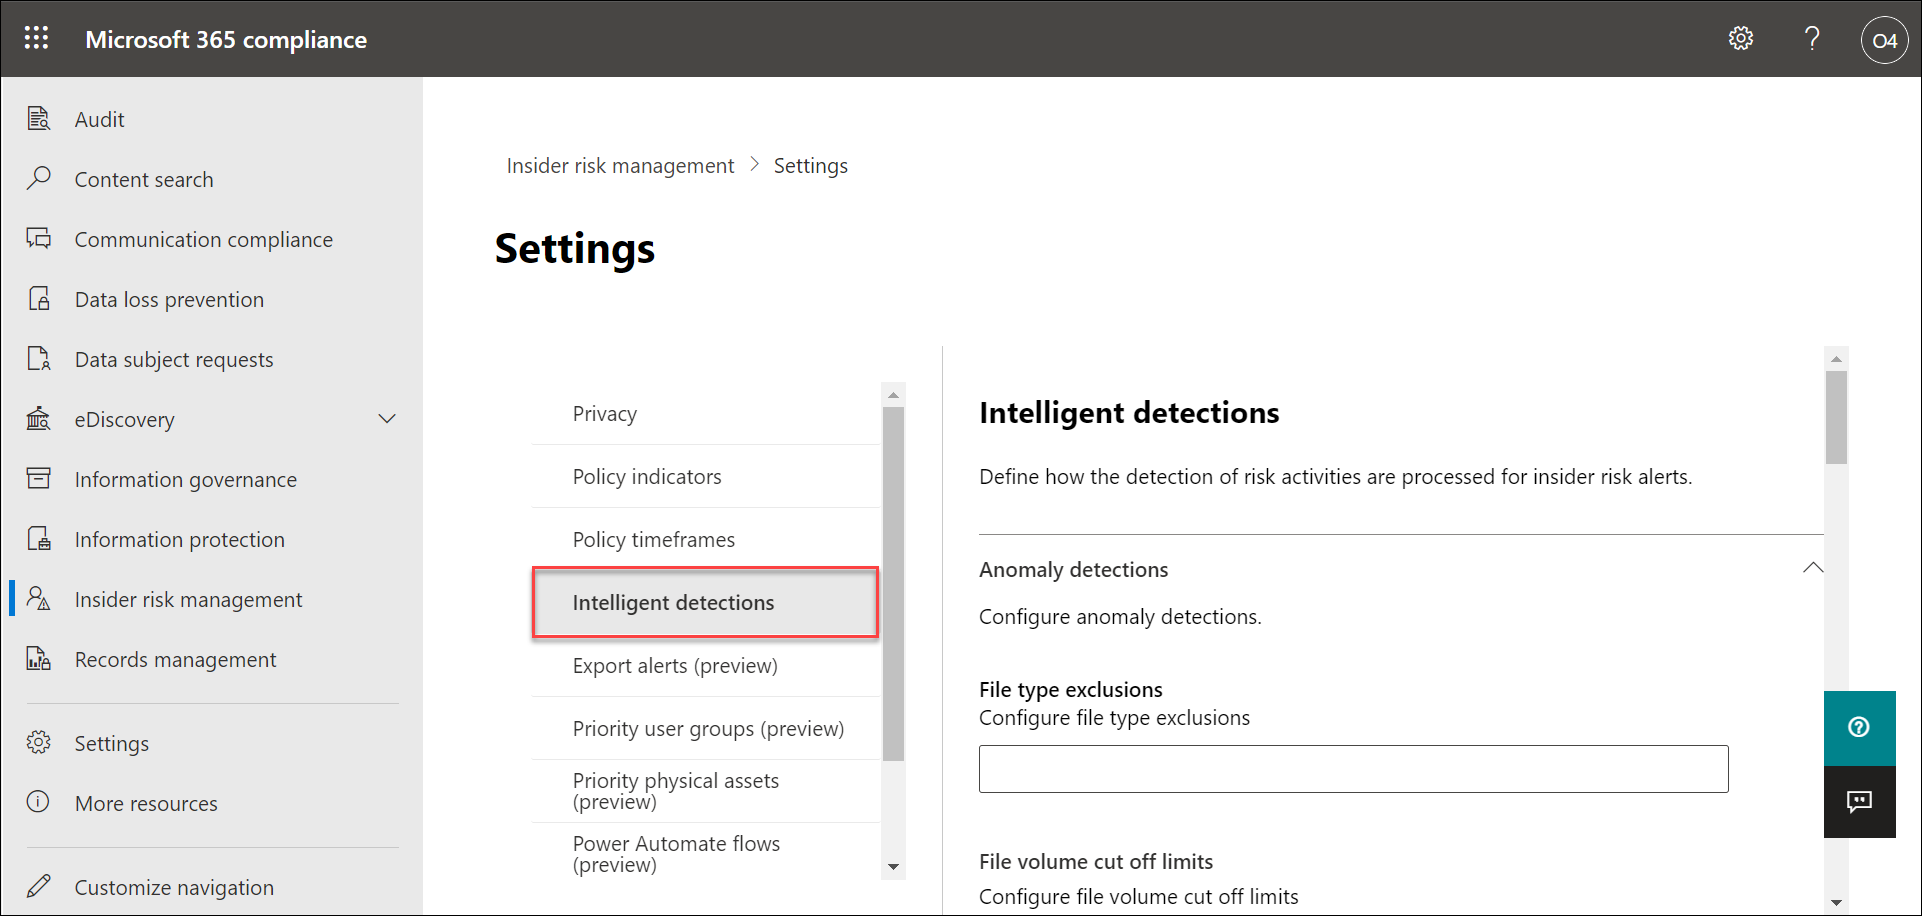 Microsoft 365 compliance
?
O4
Audit
Content search
Communication compliance
Data loss prevention
Data subject requests
eDiscovery
Information governance
Information protection
Insider risk management
Records management
Settings
More resources
Customize navigation
Insider risk management > Settings
Settings
Privacy
Policy indicators
Policy timeframes
Intelligent detections
Export alerts (preview)
Priority user groups (preview)
Priority physical assets
(preview)
Power Automate flows
(preview)
Intelligent detections
Define how the detection of risk activities are processed for insider risk alerts.
Anomaly detections
Configure anomaly detections.
File type exclusions
Configure file type exclusions
File volume cut off limits
Configure file volume cut off limits